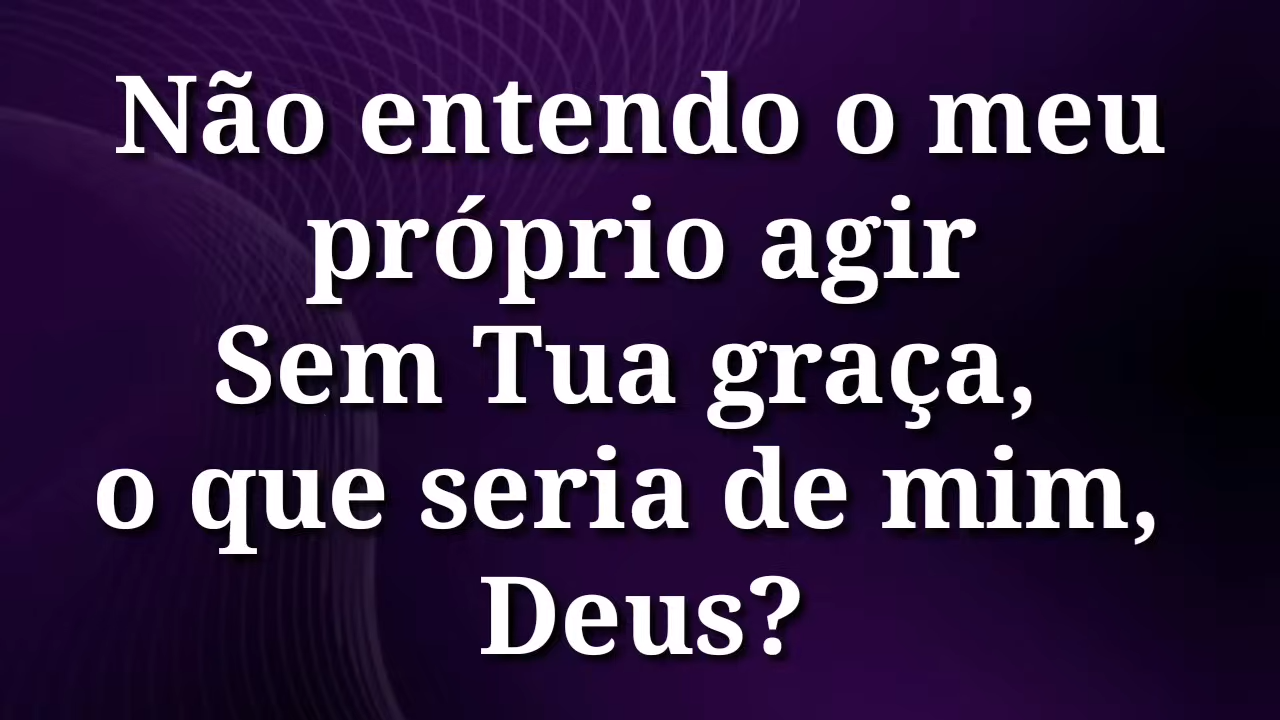 Não entendo o meu
próprio agir
Sem Tua graça,
o que seria de mim,
Deus?